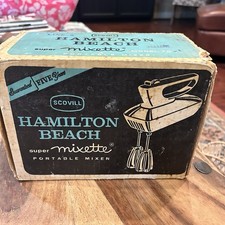 HAMILTON
BEACH
super mixette
Guaranteed FIVE Years
SCOVILL
HAMILTON
BEACH
super mixette
PORTABLE MIXER